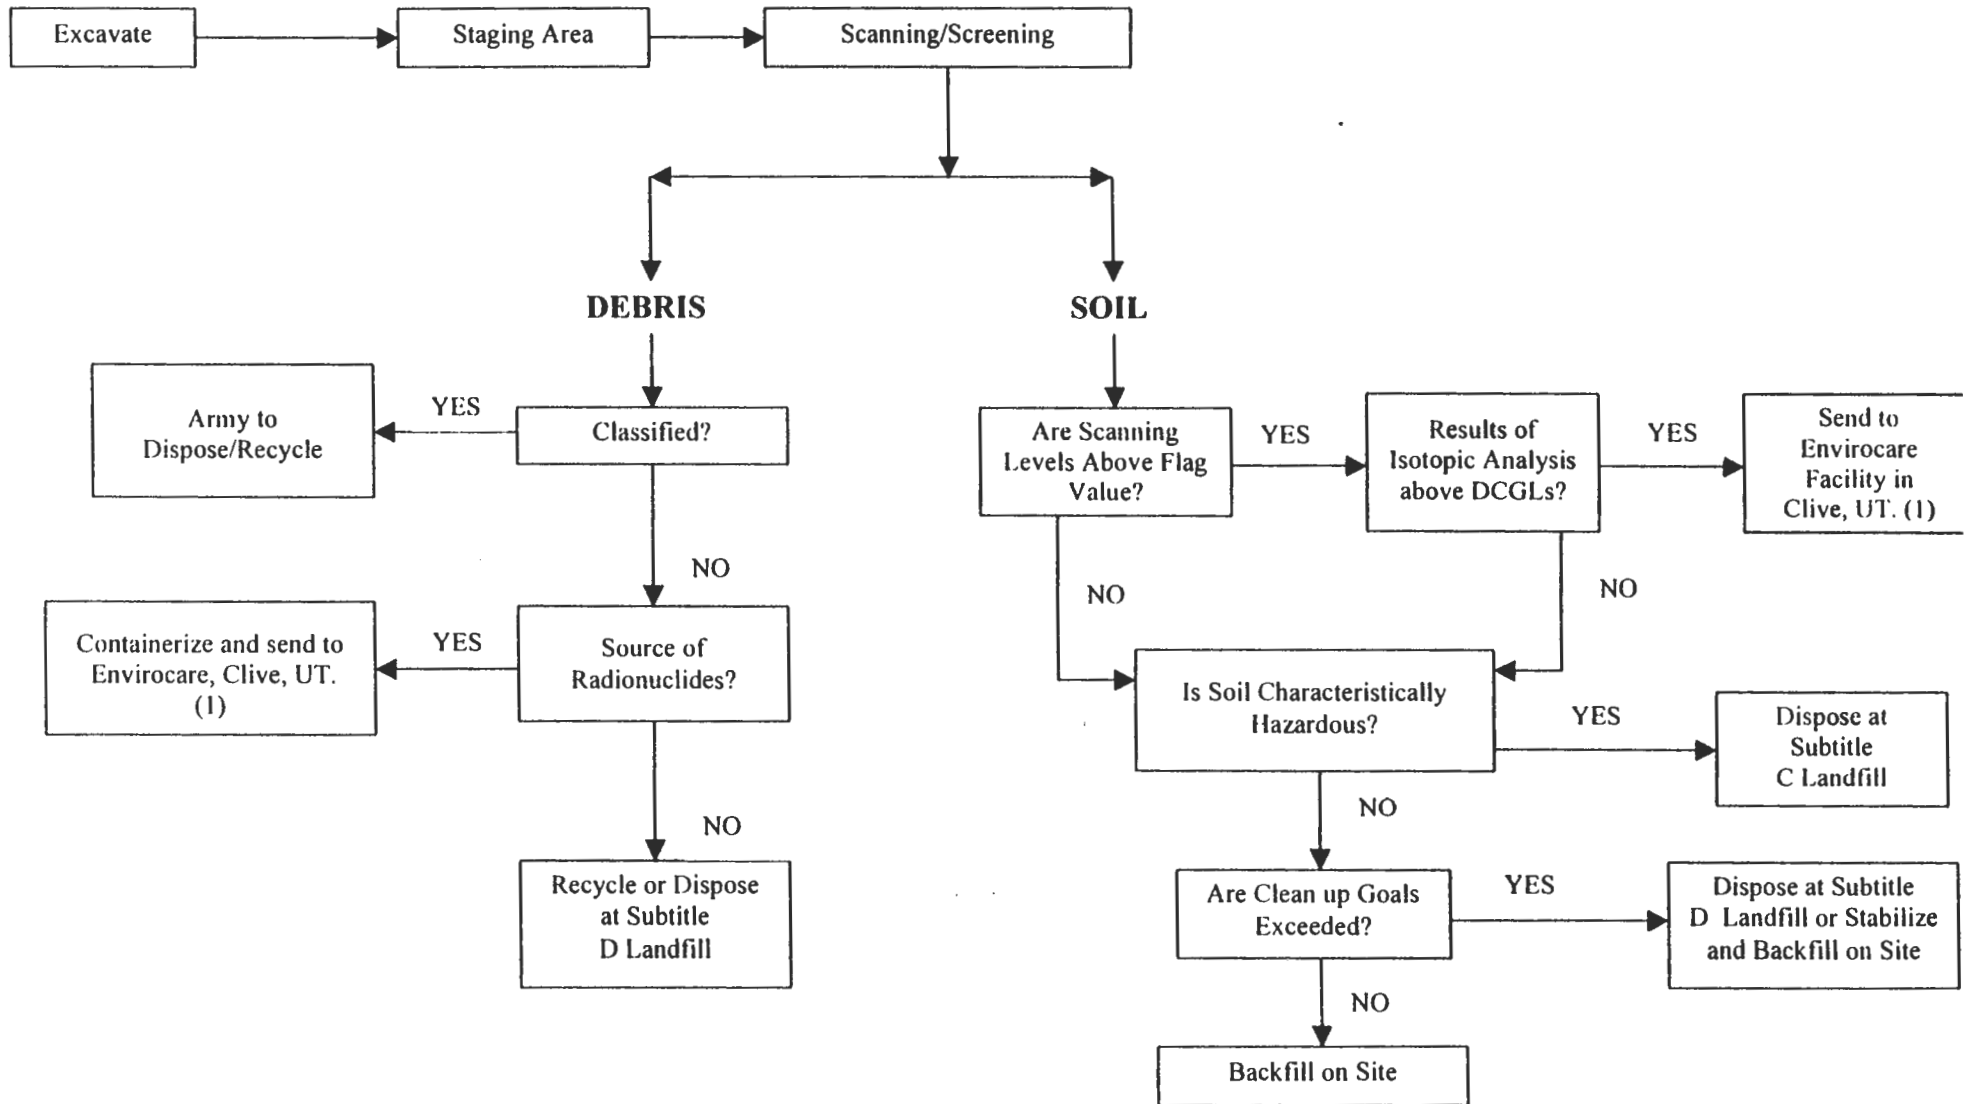 Excavate
Staging Area
Scanning/Screening
DEBRIS
SOIL
Army to
Dispose/Recycle
YES
Classified?
NO
Containerize and send to
Envirocare, Clive, UT.
(1)
YES
Source of
Radionuclides?
NO
Recycle or Dispose
at Subtitle
D Landfill
Are Scanning
Levels Above Flag
Value?
YES
Results of
Isotopic Analysis
above DCGLs?
YES
Send to
Envirocare
Facility in
Clive, UT. (1)
NO
NO
Is Soil Characteristically
Hazardous?
YES
Dispose at
Subtitle
C Landfill
NO
Are Clean up Goals
Exceeded?
YES
Dispose at Subtitle
D Landfill or Stabilize
and Backfill on Site
NO
Backfill on Site